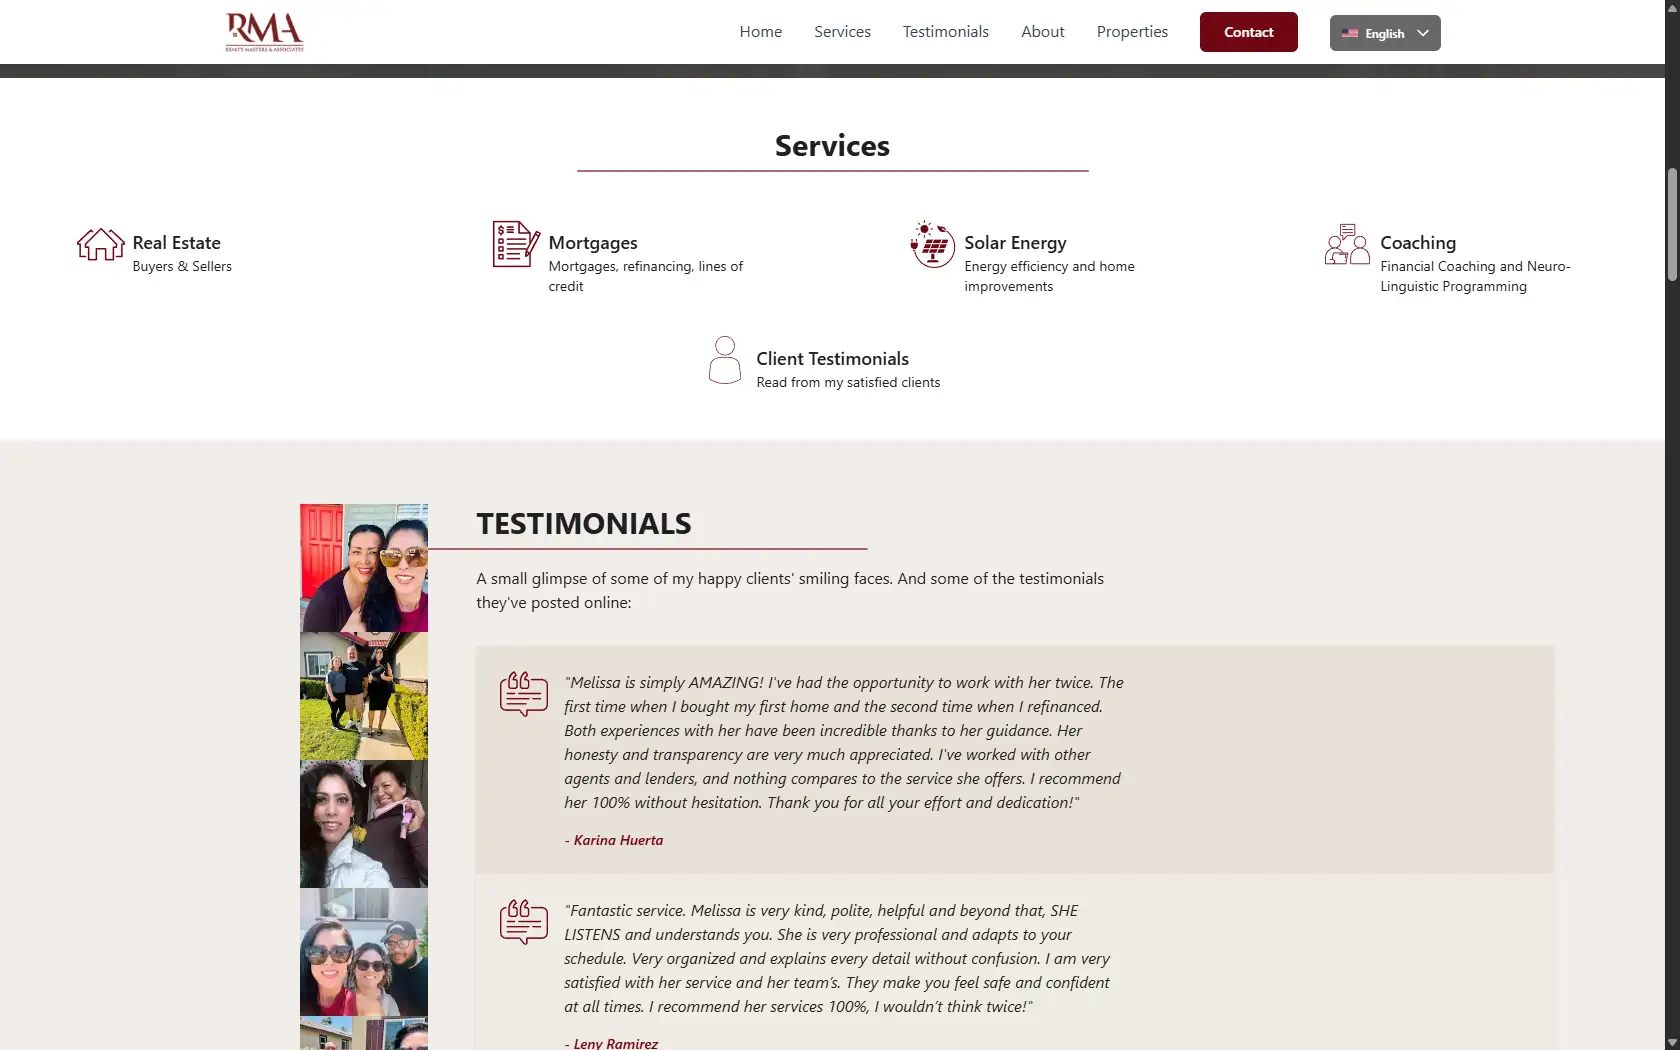 RMA
REALTY MASTERS & ASSOCIATES
Home
Services
Testimonials
About
Properties
Contact
English
Services
Real Estate
Buyers & Sellers
Mortgages
Mortgages, refinancing, lines of
credit
Solar Energy
Energy efficiency and home
improvements
Coaching
Financial Coaching and Neuro-
Linguistic Programming
Client Testimonials
Read from my satisfied clients
TESTIMONIALS
A small glimpse of some of my happy clients' smiling faces. And some of the testimonials
they've posted online:
"Melissa is simply AMAZING! I've had the opportunity to work with her twice. The
first time when I bought my first home and the second time when I refinanced.
Both experiences with her have been incredible thanks to her guidance. Her
honesty and transparency are very much appreciated. I've worked with other
agents and lenders, and nothing compares to the service she offers. I recommend
her 100% without hesitation. Thank you for all your effort and dedication!"
- Karina Huerta
"Fantastic service. Melissa is very kind, polite, helpful and beyond that, SHE
LISTENS and understands you. She is very professional and adapts to your
schedule. Very organized and explains every detail without confusion. I am very
satisfied with her service and her team’s. They make you feel safe and confident
at all times. I recommend her services 100%, I wouldn’t think twice!"
- Leny Ramirez